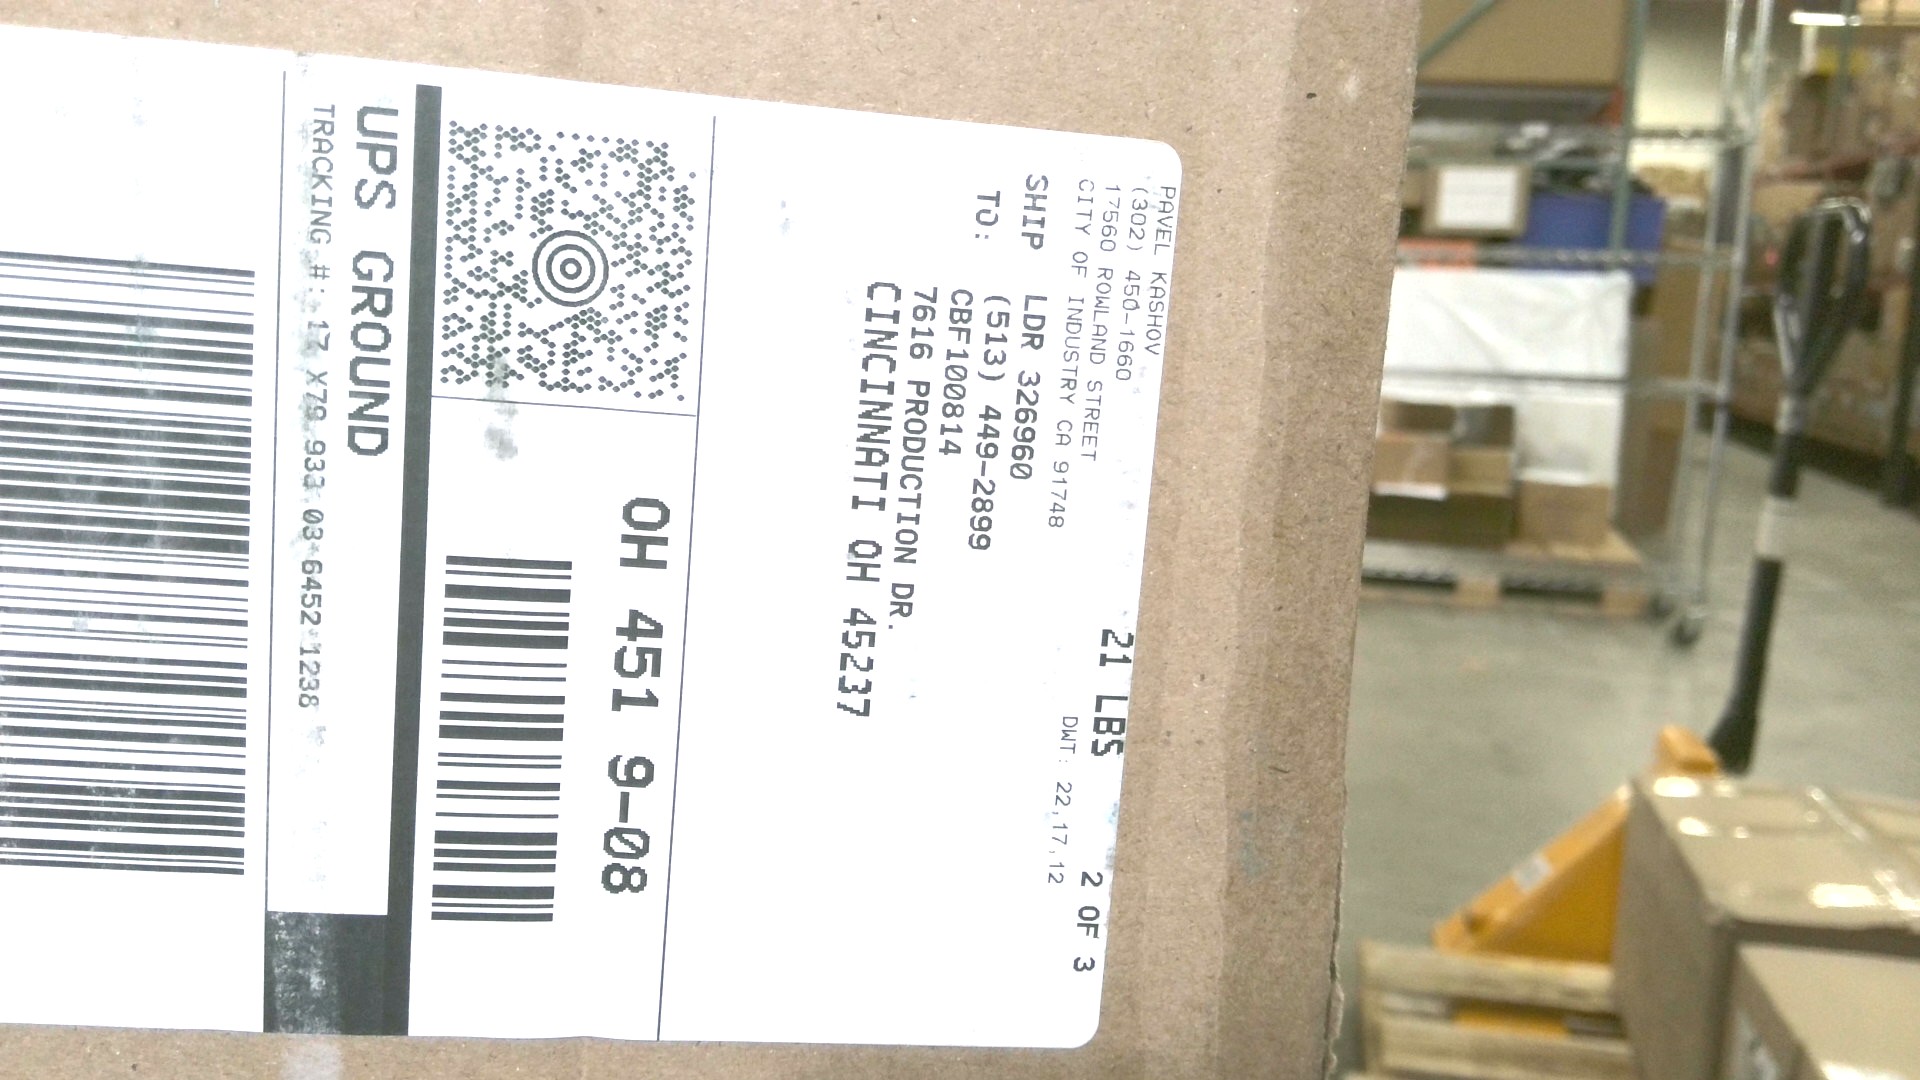 PAVEL KASHOV
(302) 450-1660
17560 ROWLAND STREET
CITY OF INDUSTRY CA 91748
21 LBS
2 OF 3
DWT: 22,17,12
SHIP TO:
LDR 326960
(513) 449-2899
CBF100814
7616 PRODUCTION DR.
CINCINNATI OH 45237
OH 451 9-08
UPS GROUND
TRACKING #: 1Z X79 933 03 6452 1238